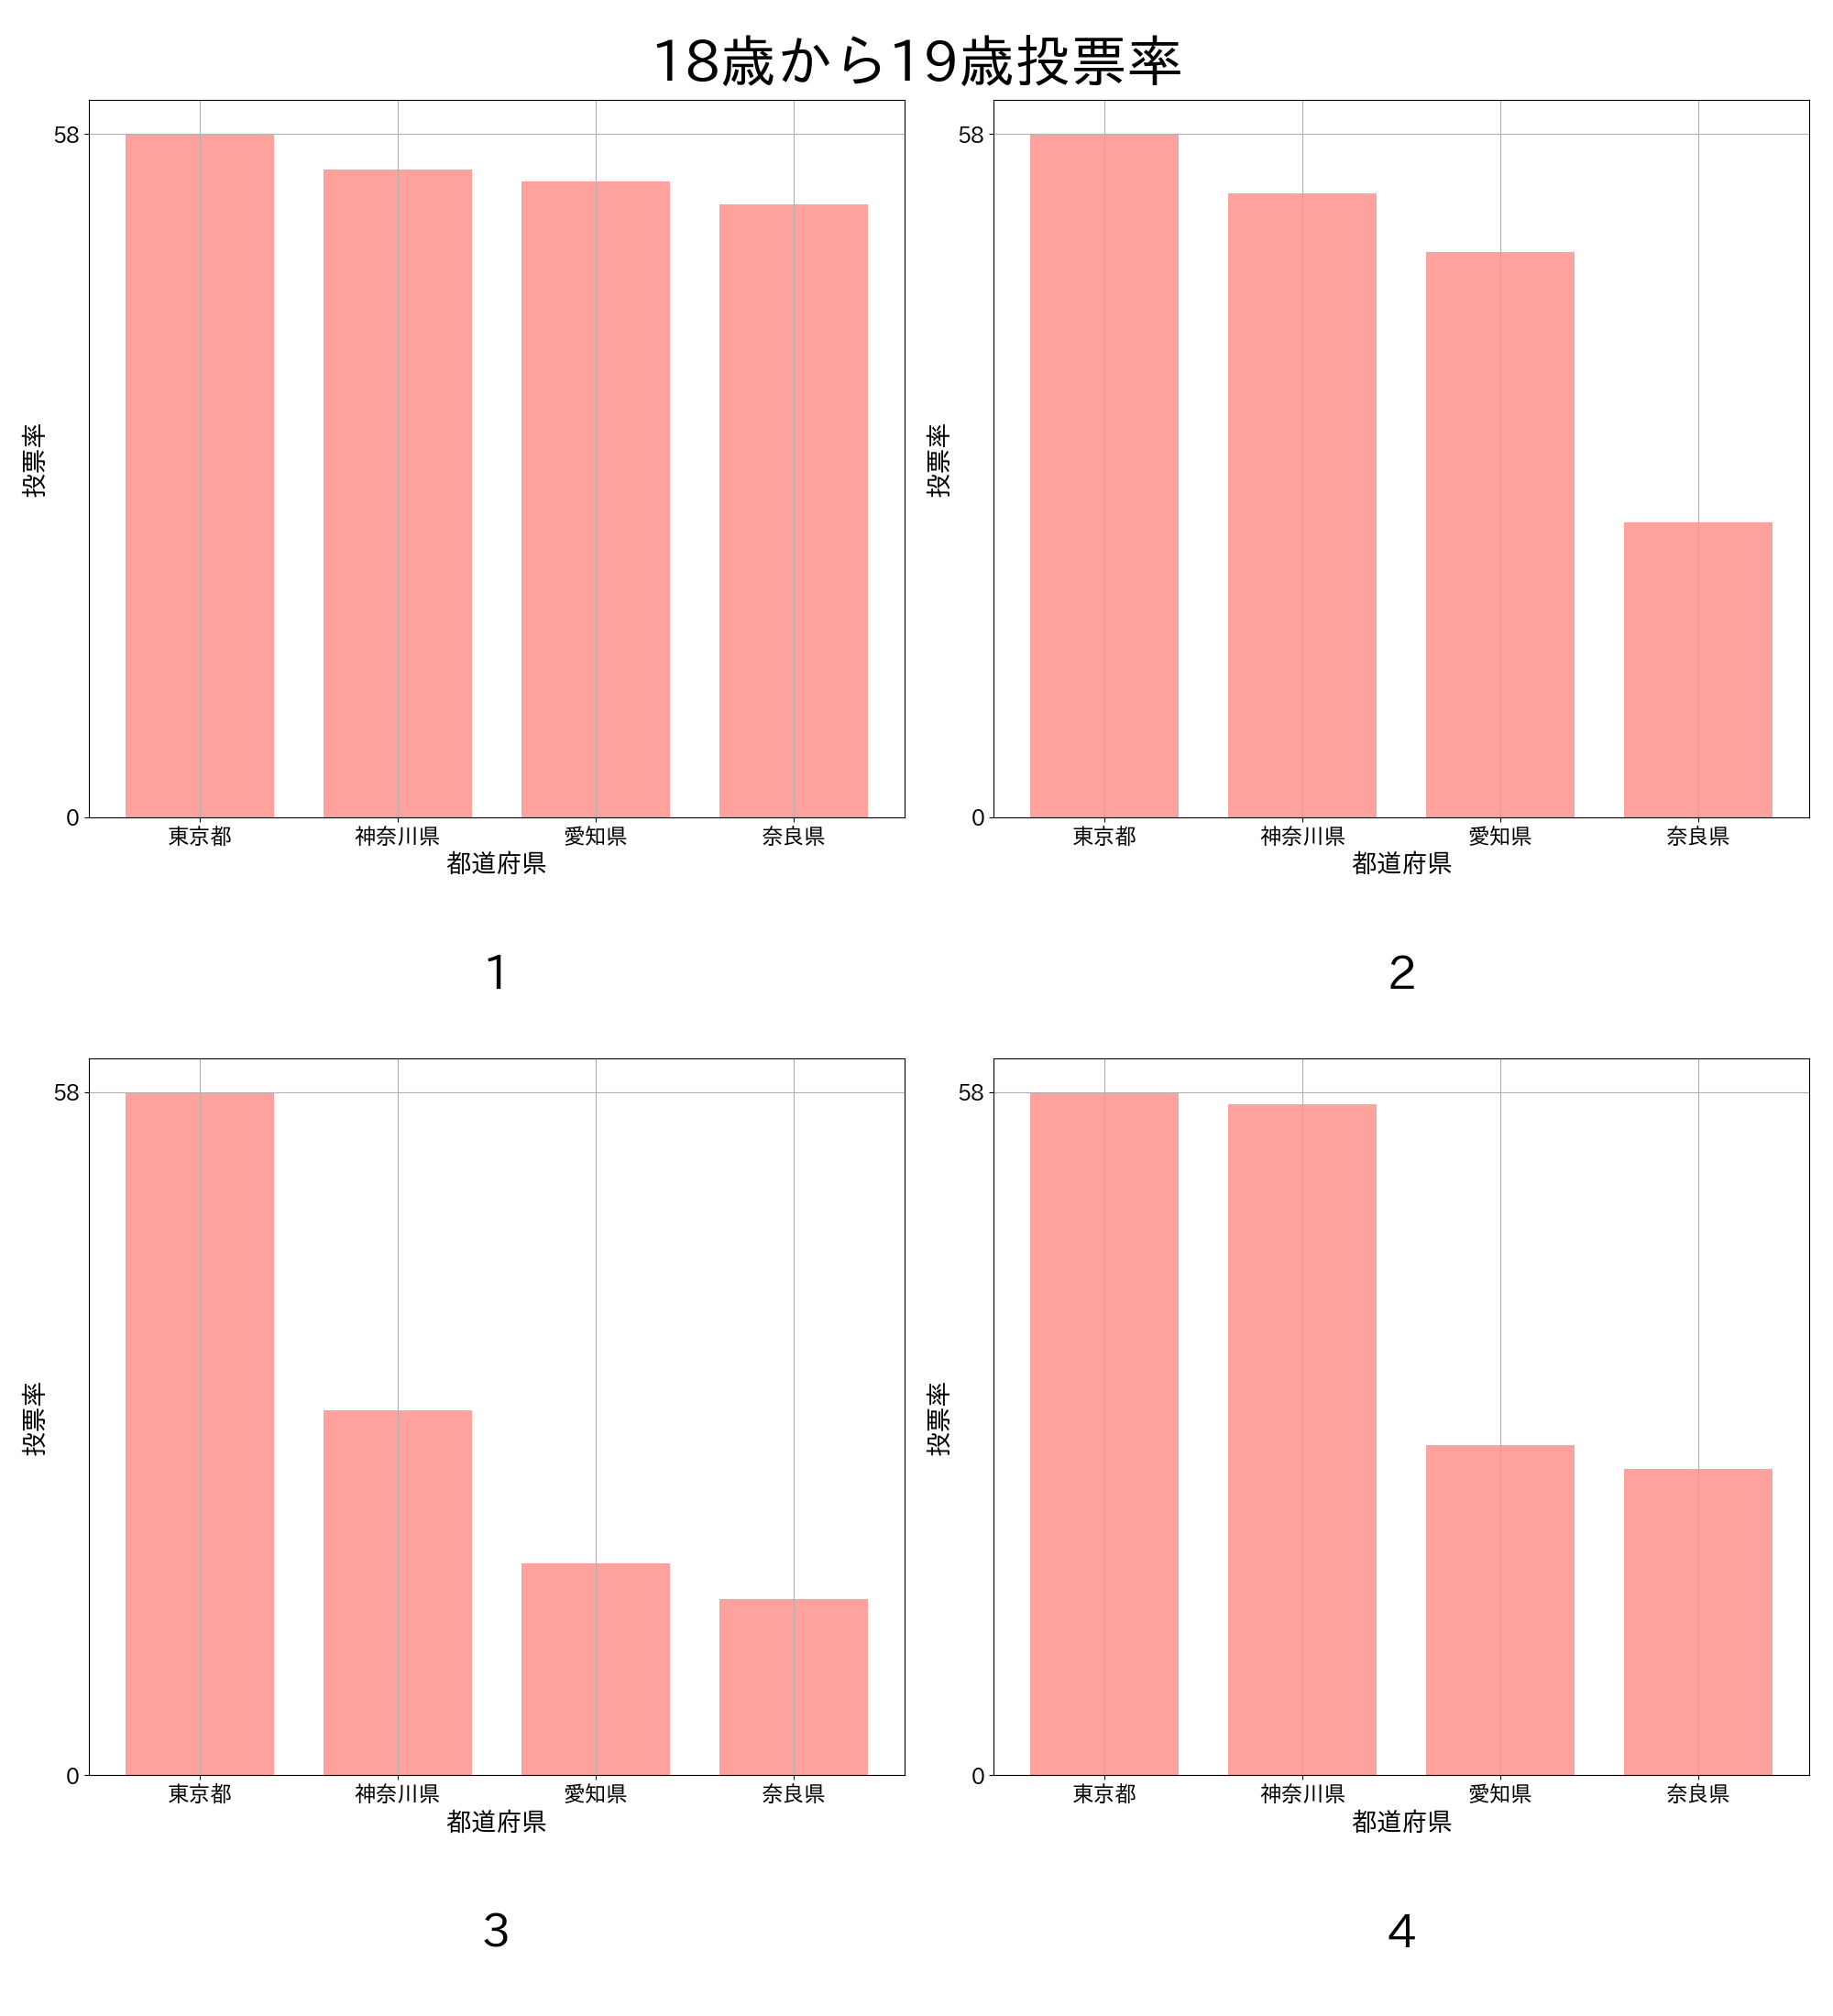 18歳から19歳投票率
58
0
投票率
東京都 神奈川県 愛知県 奈良県
都道府県
1
58
0
投票率
東京都 神奈川県 愛知県 奈良県
都道府県
2
58
0
投票率
東京都 神奈川県 愛知県 奈良県
都道府県
3
58
0
投票率
東京都 神奈川県 愛知県 奈良県
都道府県
4